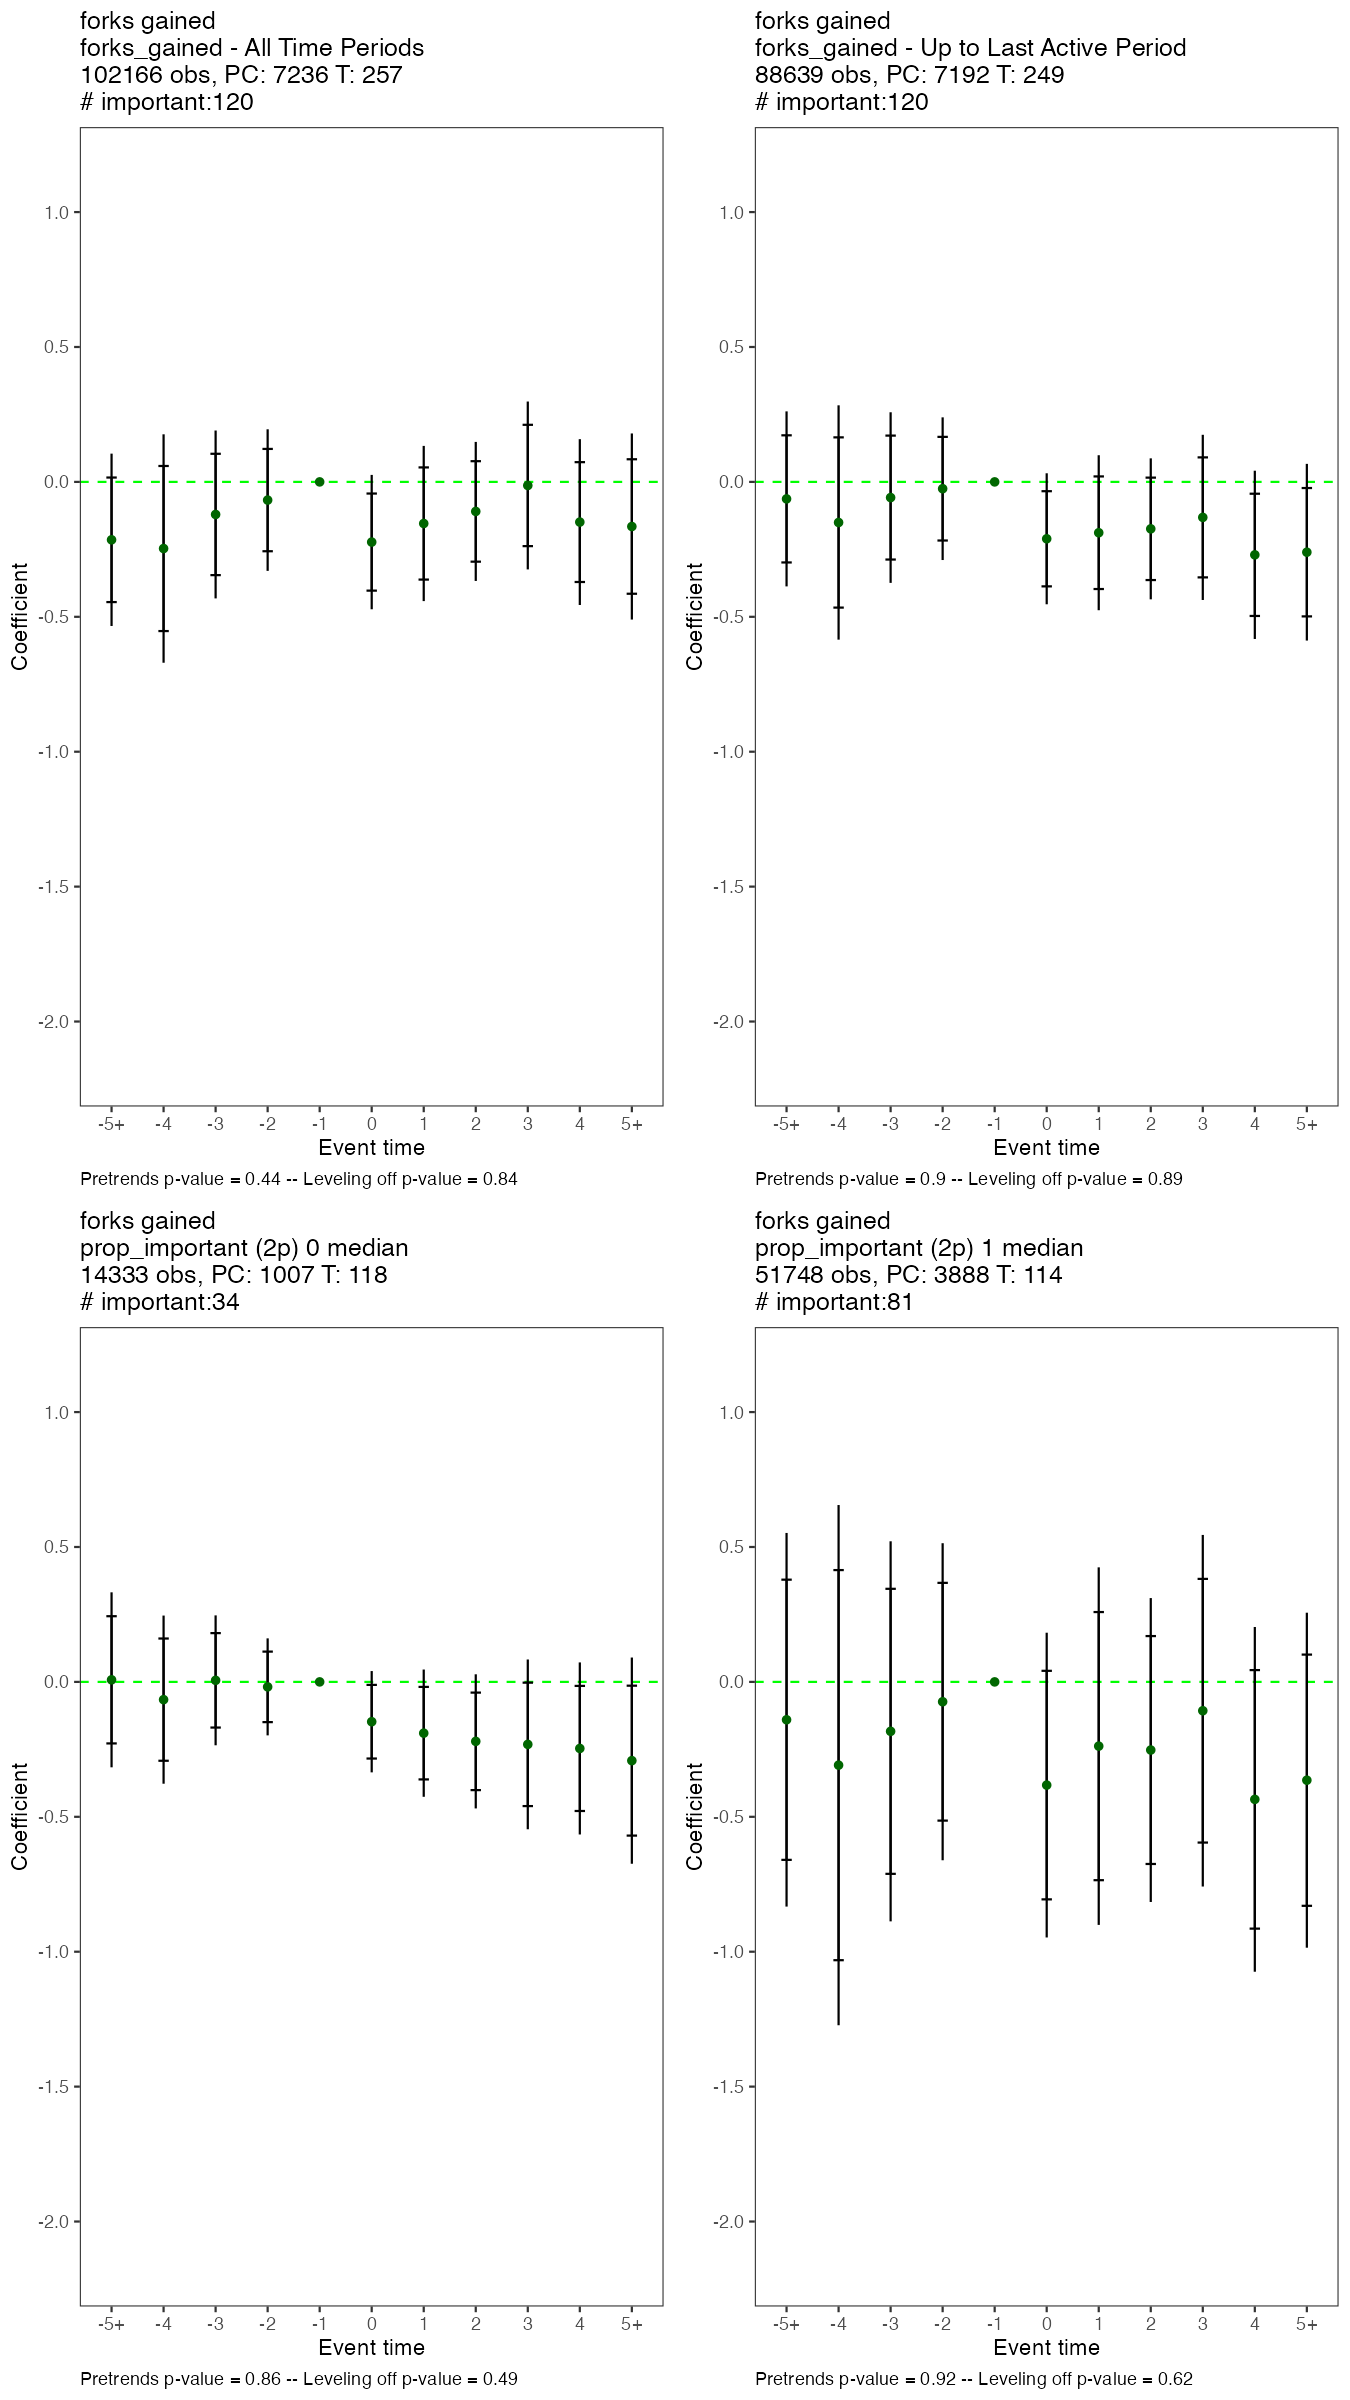 forks gained
forks_gained - All Time Periods
102166 obs, PC: 7236 T: 257
# important:120
1.0
0.5
0.0
-0.5
-1.0
-1.5
-2.0
Coefficient
-5+ -4 -3 -2 -1 0 1 2 3 4 5+
Event time
Pretrends p-value = 0.44 -- Leveling off p-value = 0.84
forks gained
forks_gained - Up to Last Active Period
88639 obs, PC: 7192 T: 249
# important:120
1.0
0.5
0.0
-0.5
-1.0
-1.5
-2.0
Coefficient
-5+ -4 -3 -2 -1 0 1 2 3 4 5+
Event time
Pretrends p-value = 0.9 -- Leveling off p-value = 0.89
forks gained
prop_important (2p) 0 median
14333 obs, PC: 1007 T: 118
# important:34
1.0
0.5
0.0
-0.5
-1.0
-1.5
-2.0
Coefficient
-5+ -4 -3 -2 -1 0 1 2 3 4 5+
Event time
Pretrends p-value = 0.86 -- Leveling off p-value = 0.49
forks gained
prop_important (2p) 1 median
51748 obs, PC: 3888 T: 114
# important:81
1.0
0.5
0.0
-0.5
-1.0
-1.5
-2.0
Coefficient
-5+ -4 -3 -2 -1 0 1 2 3 4 5+
Event time
Pretrends p-value = 0.92 -- Leveling off p-value = 0.62